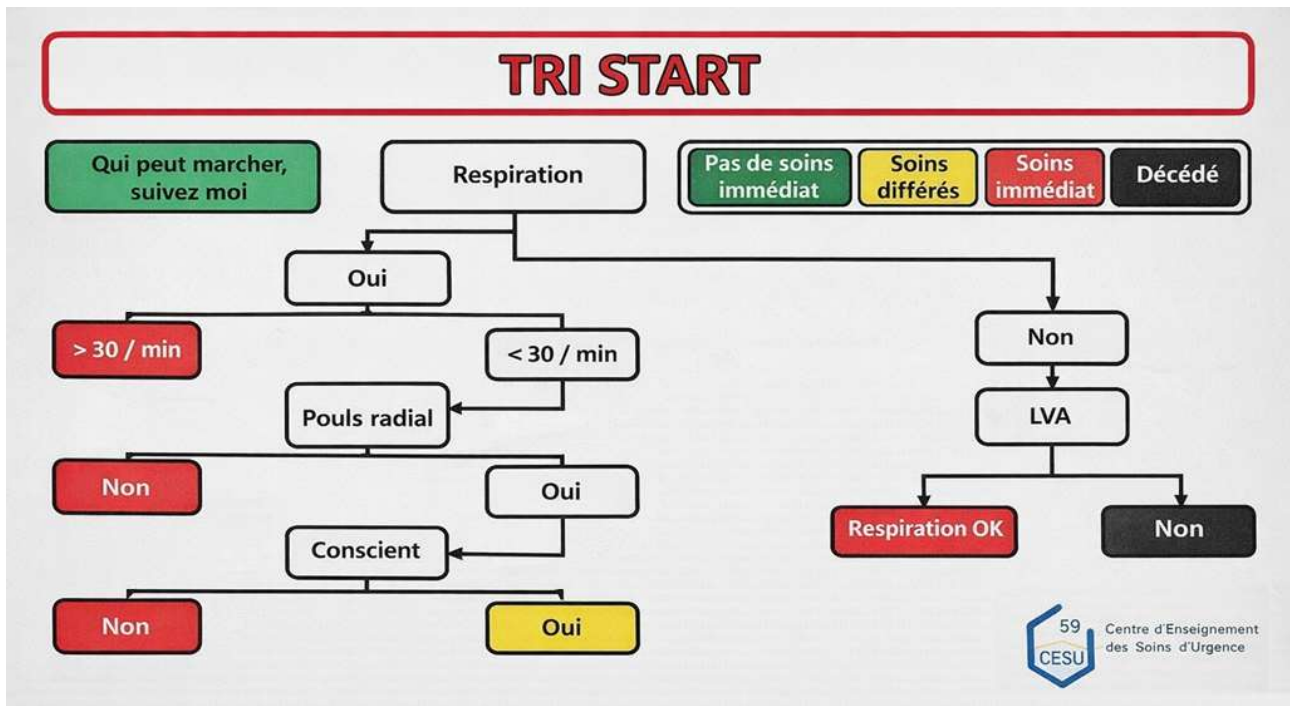 TRI START
Qui peut marcher,
suivez moi
Respiration
Pas de soins
immédiat
Soins
différés
Soins
immédiat
Décédé
Oui
Non
> 30 / min
< 30 / min
LVA
Pouls radial
Non
Oui
Respiration OK
Non
Conscient
Non
Oui
59
CESU
Centre d'Enseignement
des Soins d'Urgence